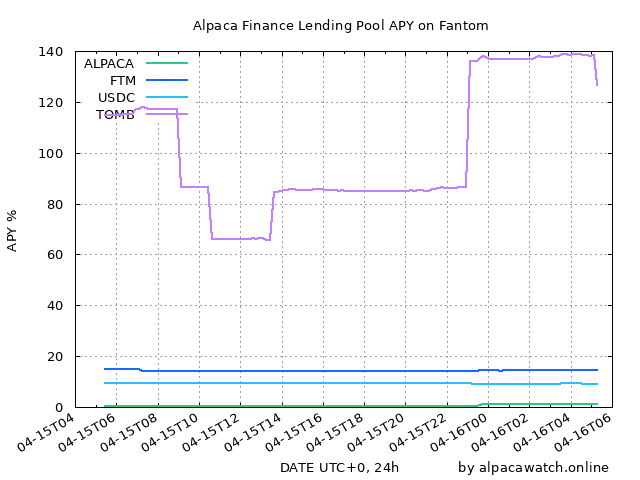 Alpaca Finance Lending Pool APY on Fantom
140
120
100
80
60
40
20
0
APY %
ALPACA
FTM
USDC
TOMB
04-15T04
04-15T06
04-15T08
04-15T10
04-15T12
04-15T14
04-15T16
04-15T18
04-15T20
04-15T22
04-16T00
04-16T02
04-16T04
04-16T06
DATE UTC+0, 24h
by alpacawatch.online